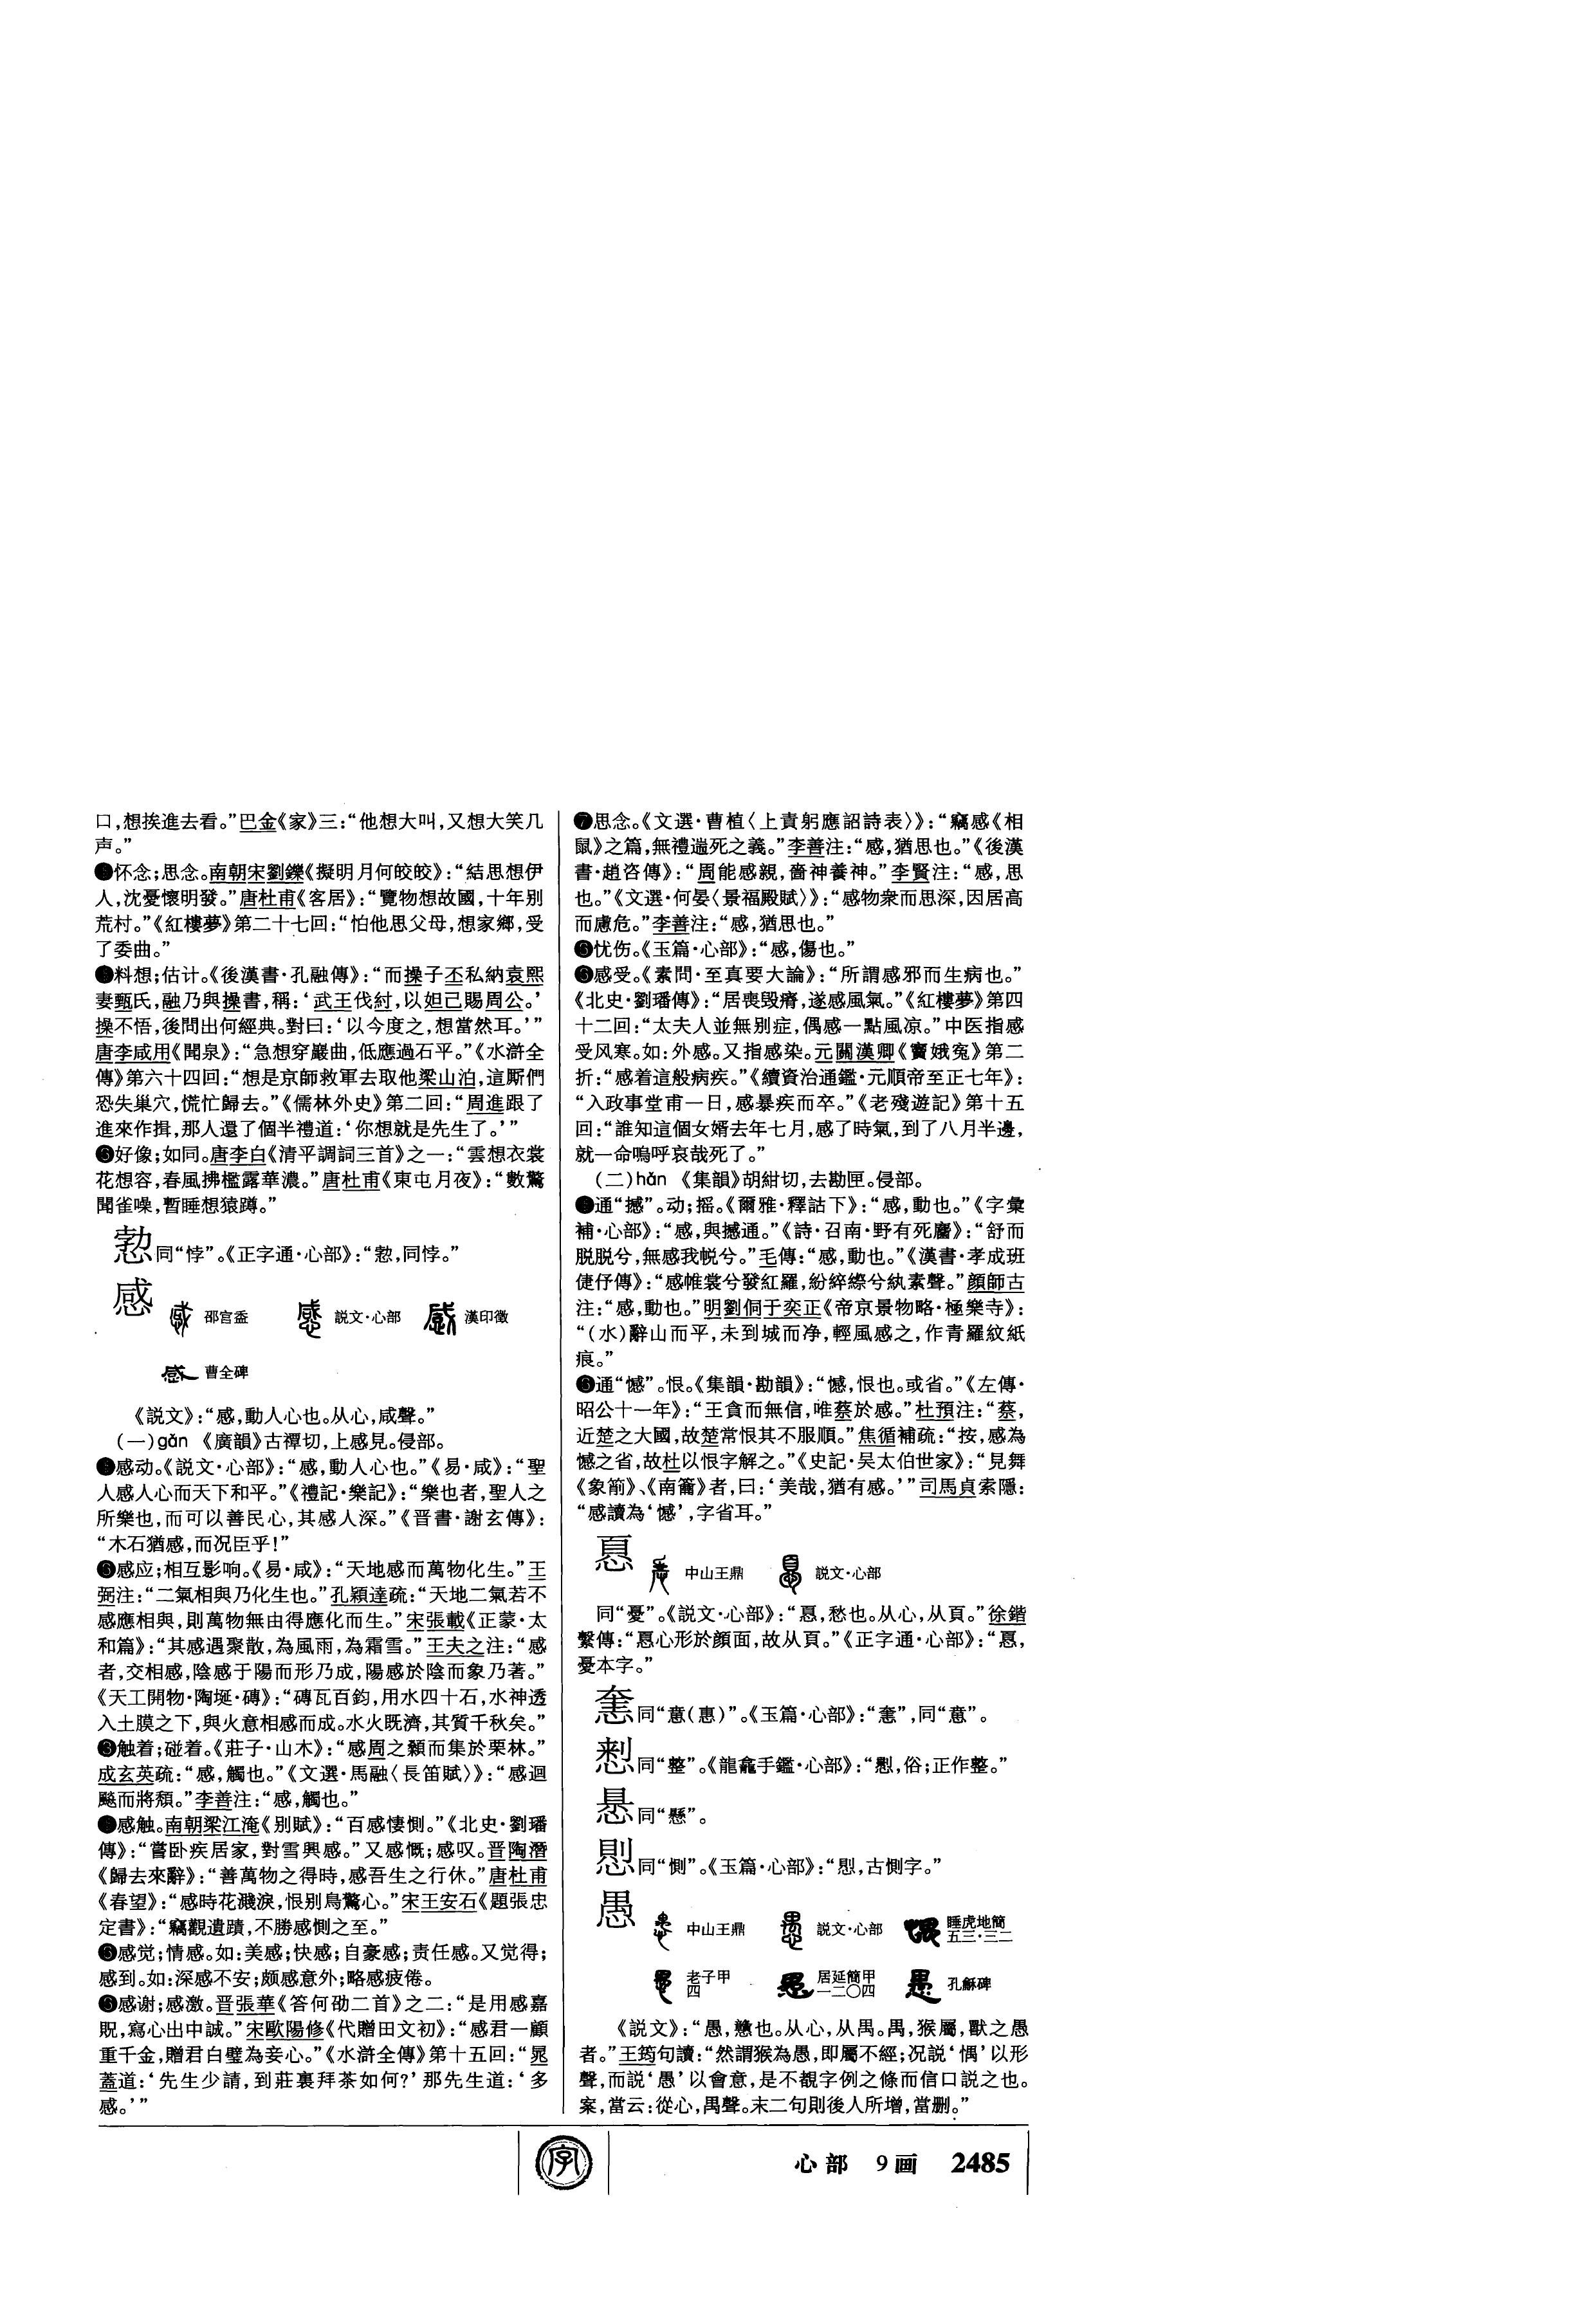 口，想挨進去看。”巴金《家》三：“他想大叫，又想大笑几
声。”
怀念；思念。南朝宋劉鑠《擬明月何皎皎》：“結思想伊
人，沈憂懷明發。”唐杜甫《客居》：“覽物想故國，十年别
荒村。”《紅樓夢》第二十七回：“怕他思父母，想家鄉，受
了委曲。”
料想；估计。《後漢書·孔融傳》：“而操子丕私納袁熙
妻甄氏，融乃與操書，稱：‘武王伐紂，以妲己賜周公。’
操不悟，後問出何經典。對曰：‘以今度之，想當然耳。’”
唐李咸用《聞泉》：“急想穿巖曲，低應過石平。”《水滸全
傳》第六十四回：“想是京師救軍去取他梁山泊，這厮們
恐失巢穴，慌忙歸去。”《儒林外史》第二回：“周進跟了
進來作揖，那人還了個半禮道：‘你想就是先生了。’”
好像；如同。唐李白《清平調詞三首》之一：“雲想衣裳
花想容，春風拂檻露華濃。”唐杜甫《東屯月夜》：“數驚
聞雀噪，暫睡想猿蹲。”
愂同“悖”。《正字通·心部》：“愂，同悖。”
感 邵宫盉 説文·心部 漢印徵
曹全碑
《説文》：“感，動人心也。从心，咸聲。”
（一）gǎn 《廣韻》古禫切，上感見。侵部。
感动。《説文·心部》：“感，動人心也。”《易·咸》：“聖
人感人心而天下和平。”《禮記·樂記》：“樂也者，聖人之
所樂也，而可以善民心，其感人深。”《晋書·謝玄傳》：
“木石猶感，而况臣乎！”
感应；相互影响。《易·咸》：“天地感而萬物化生。”王
弼注：“二氣相與乃化生也。”孔穎達疏：“天地二氣若不
感應相與，則萬物無由得應化而生。”宋張載《正蒙·太
和篇》：“其感遇聚散，為風雨，為霜雪。”王夫之注：“感
者，交相感，陰感于陽而形乃成，陽感於陰而象乃著。”
《天工開物·陶埏·磚》：“磚瓦百鈞，用水四十石，水神透
入土膜之下，與火意相感而成。水火既濟，其質千秋矣。”
❸触着；碰着。《莊子·山木》：“感周之顙而集於栗林。”
成玄英疏：“感，觸也。”《文選·馬融〈長笛賦〉》：“感迴
飈而將頹。”李善注：“感，觸也。”
感触。南朝梁江淹《别賦》：“百感悽惻。”《北史·劉璠
傳》：“嘗卧疾居家，對雪興感。”又感慨；感叹。晋陶潛
《歸去來辭》：“善萬物之得時，感吾生之行休。”唐杜甫
《春望》：“感時花濺淚，恨别鳥驚心。”宋王安石《題張忠
定書》：“竊觀遺蹟，不勝感惻之至。”
感觉；情感。如：美感；快感；自豪感；责任感。又觉得；
感到。如：深感不安；颇感意外；略感疲倦。
感谢；感激。晋張華《答何劭二首》之二：“是用感嘉
貺，寫心出中誠。”宋歐陽修《代贈田文初》：“感君一顧
重千金，贈君白璧為妾心。”《水滸全傳》第十五回：“晁
蓋道：‘先生少請，到莊裏拜茶如何？’那先生道：‘多
感。’”
❼思念。《文選·曹植〈上責躬應詔詩表〉》：“竊感《相
鼠》之篇，無禮遄死之義。”李善注：“感，猶思也。”《後漢
書·趙咨傳》：“周能感親，嗇神養神。”李賢注：“感，思
也。”《文選·何晏〈景福殿賦〉》：“感物衆而思深，因居高
而慮危。”李善注：“感，猶思也。”
忧伤。《玉篇·心部》：“感，傷也。”
感受。《素問·至真要大論》：“所謂感邪而生病也。”
《北史·劉璠傳》：“居喪毁瘠，遂感風氣。”《紅樓夢》第四
十二回：“太夫人並無别症，偶感一點風凉。”中医指感
受风寒。如：外感。又指感染。元關漢卿《竇娥寃》第二
折：“感着這般病疾。”《續資治通鑑·元順帝至正七年》：
“入政事堂甫一日，感暴疾而卒。”《老殘遊記》第十五
回：“誰知這個女婿去年七月，感了時氣，到了八月半邊，
就一命嗚呼哀哉死了。”
（二）hǎn 《集韻》胡紺切，去勘匣。侵部。
通“撼”。动；摇。《爾雅·釋詁下》：“感，動也。”《字彙
補·心部》：“感，與撼通。”《詩·召南·野有死麕》：“舒而
脱脱兮，無感我帨兮。”毛傳：“感，動也。”《漢書·孝成班
倢伃傳》：“感帷裳兮發紅羅，紛綷縩兮紈素聲。”顔師古
注：“感，動也。”明劉侗于奕正《帝京景物略·極樂寺》：
“（水）辭山而平，未到城而净，輕風感之，作青羅紋紙
痕。”
通“憾”。恨。《集韻·勘韻》：“憾，恨也。或省。”《左傳·
昭公十一年》：“王貪而無信，唯蔡於感。”杜預注：“蔡，
近楚之大國，故楚常恨其不服順。”焦循補疏：“按，感為
憾之省，故杜以恨字解之。”《史記·吴太伯世家》：“見舞
《象箾》、《南籥》者，曰：‘美哉，猶有感。’”司馬貞索隱：
“感讀為‘憾’，字省耳。”
㥑 中山王鼎 説文·心部
同“憂”。《説文·心部》：“㥑，愁也。从心，从頁。”徐鍇
繫傳：“㥑心形於顔面，故从頁。”《正字通·心部》：“㥑，
憂本字。”
同“意（惪）”。《玉篇·心部》：“”，同“意”。
同“整”。《龍龕手鑑·心部》：“，俗；正作整。”
同“懸”。
同“惻”。《玉篇·心部》：“，古惻字。”
愚 中山王鼎 説文·心部 睡虎地簡五三·三二
老子甲四 居延簡甲一二〇四 孔龢碑
《説文》：“愚，戇也。从心，从禺。禺，猴屬，獸之愚
者。”王筠句讀：“然謂猴為愚，即屬不經；况説‘惆’以形
聲，而説‘愚’以會意，是不覩字例之條而信口説之也。
案，當云：從心，禺聲。末二句則後人所增，當删。”
字
心部 9画 2485